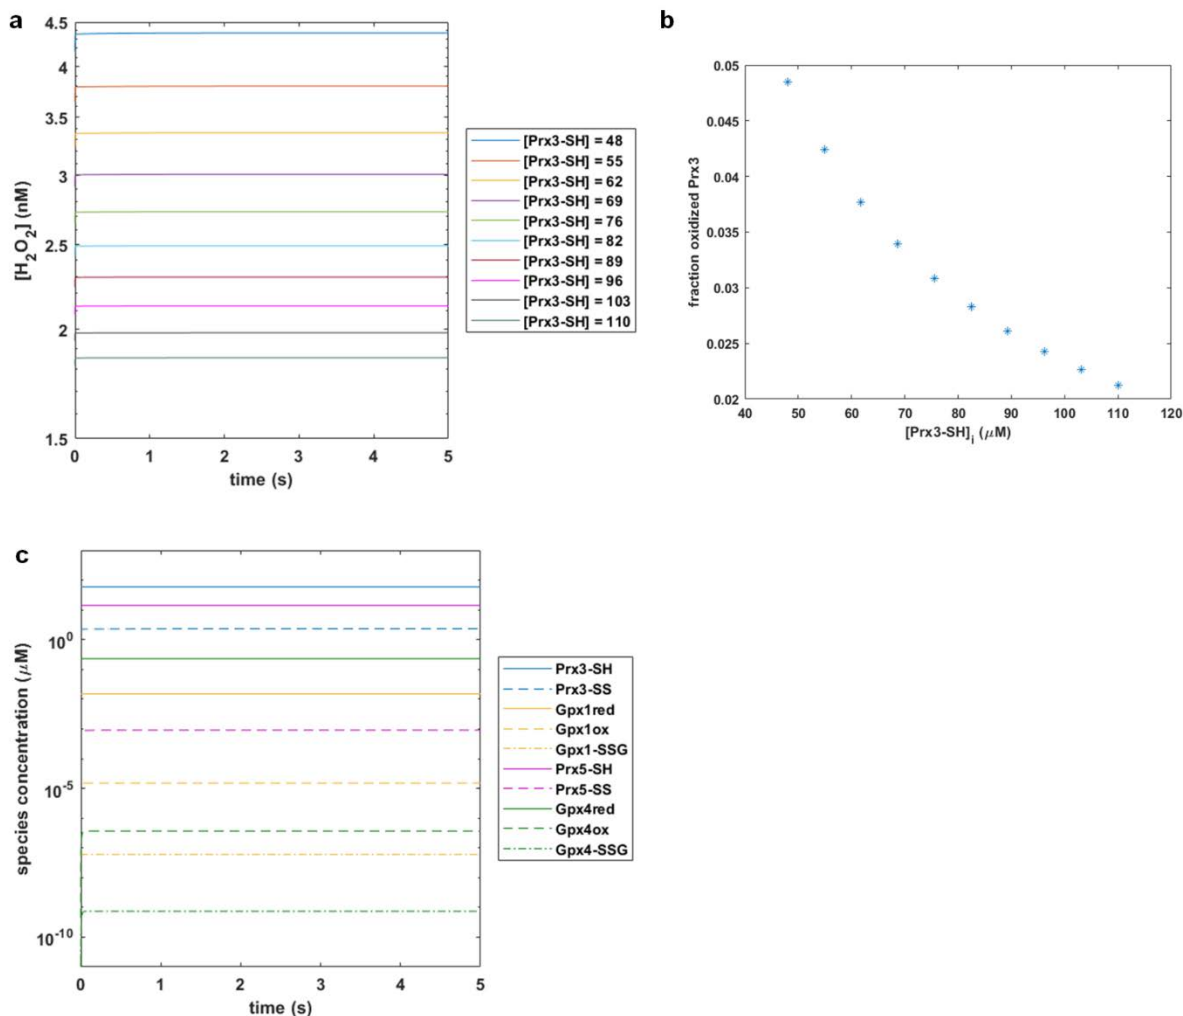 a
4.5
4
3.5
3
2.5
2
1.5
[H2O2] (nM)
0 1 2 3 4 5
time (s)
[Prx3-SH] = 48
[Prx3-SH] = 55
[Prx3-SH] = 62
[Prx3-SH] = 69
[Prx3-SH] = 76
[Prx3-SH] = 82
[Prx3-SH] = 89
[Prx3-SH] = 96
[Prx3-SH] = 103
[Prx3-SH] = 110
b
0.05
0.045
0.04
0.035
0.03
0.025
0.02
fraction oxidized Prx3
40 50 60 70 80 90 100 110 120
[Prx3-SH]i (μM)
c
10^0
10^-5
10^-10
species concentration (μM)
0 1 2 3 4 5
time (s)
Prx3-SH
Prx3-SS
Gpx1red
Gpx1ox
Gpx1-SSG
Prx5-SH
Prx5-SS
Gpx4red
Gpx4ox
Gpx4-SSG